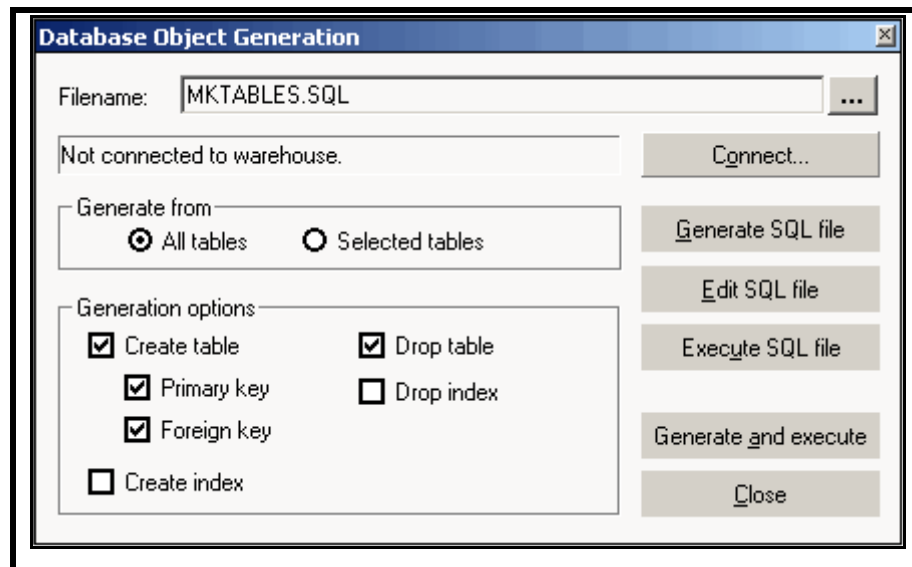 Database Object Generation
Filename: MKTABLES.SQL ...
Not connected to warehouse. Connect...
Generate from
All tables Selected tables
Generate SQL file
Edit SQL file
Generation options
Create table Drop table
Execute SQL file
Primary key Drop index
Foreign key
Generate and execute
Create index
Close